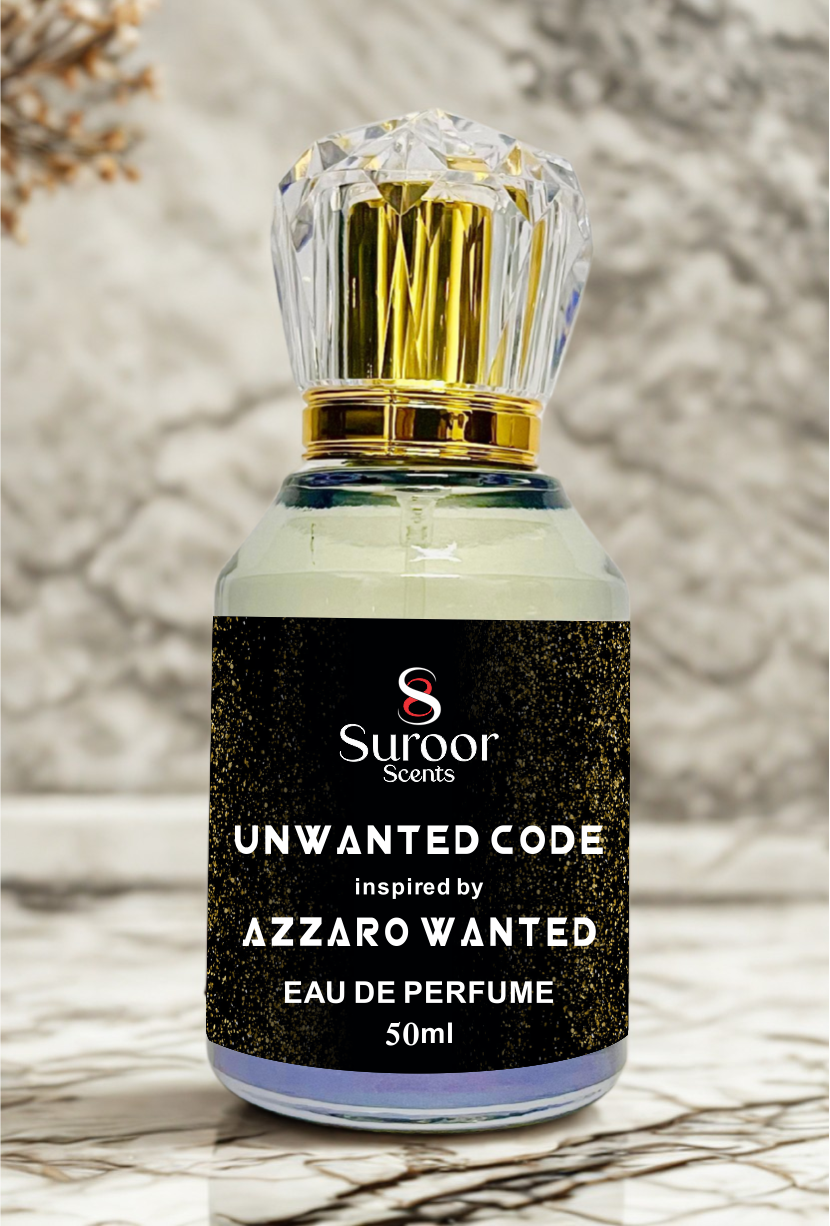 Suroor
Scents
UNWANTED CODE
inspired by
AZZARO WANTED
EAU DE PERFUME
50ml